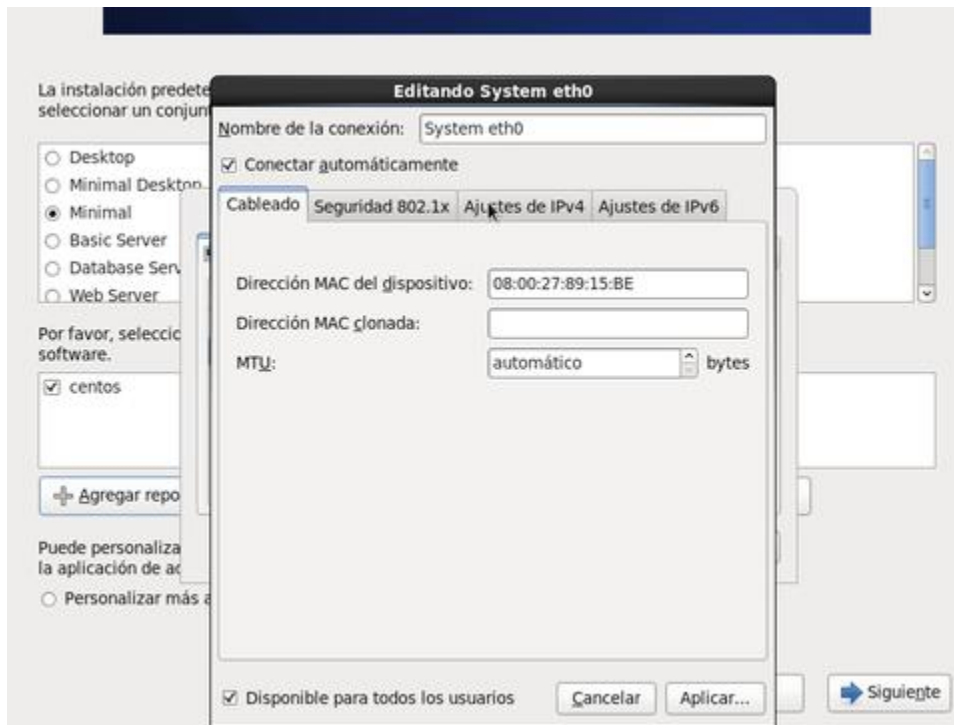 La instalación predete
seleccionar un conjun
Desktop
Minimal Desktop
Minimal
Basic Server
Database Serv
Web Server
Por favor, seleccic
software.
centos
Agregar repo
Puede personaliza
la aplicación de ac
Personalizar más a
Editando System eth0
Nombre de la conexión: System eth0
Conectar automáticamente
Cableado Seguridad 802.1x Ajustes de IPv4 Ajustes de IPv6
Dirección MAC del dispositivo: 08:00:27:89:15:BE
Dirección MAC clonada:
MTU: automático bytes
Disponible para todos los usuarios Cancelar Aplicar...
Siguiente